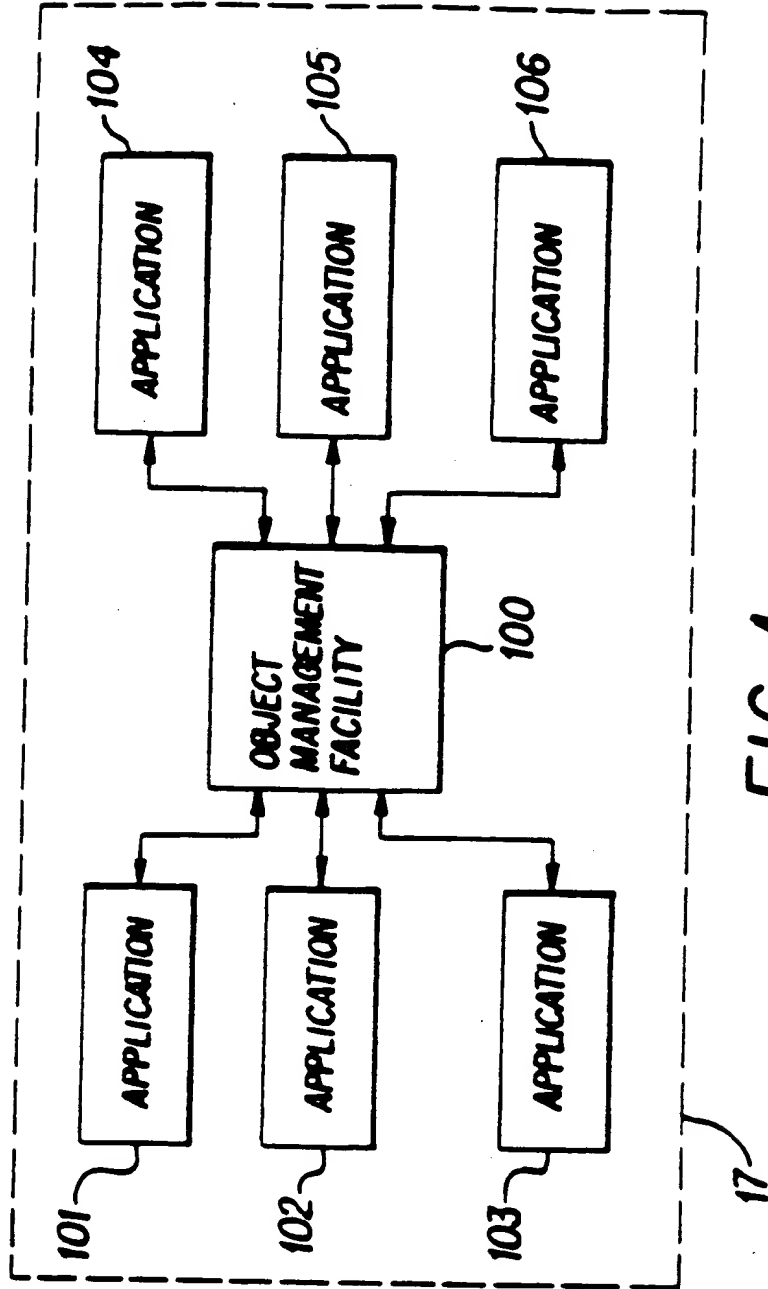 101
APPLICATION
104
APPLICATION
102
APPLICATION
OBJECT
MANAGEMENT
FACILITY
100
105
APPLICATION
103
APPLICATION
106
APPLICATION
17